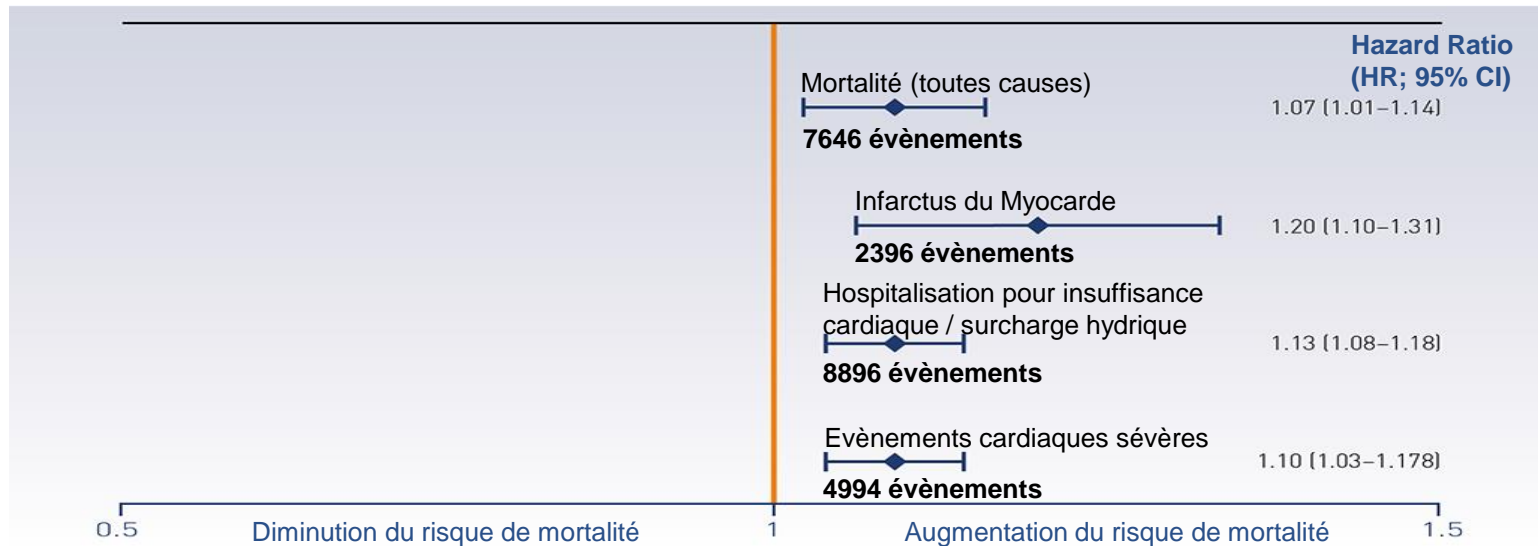 Hazard Ratio
(HR; 95% CI)
Mortalité (toutes causes)
1.07 (1.01–1.14)
7646 évènements
Infarctus du Myocarde
1.20 (1.10–1.31)
2396 évènements
Hospitalisation pour insuffisance
cardiaque / surcharge hydrique
1.13 (1.08–1.18)
8896 évènements
Evènements cardiaques sévères
1.10 (1.03–1.178)
4994 évènements
0.5 Diminution du risque de mortalité 1 Augmentation du risque de mortalité 1.5